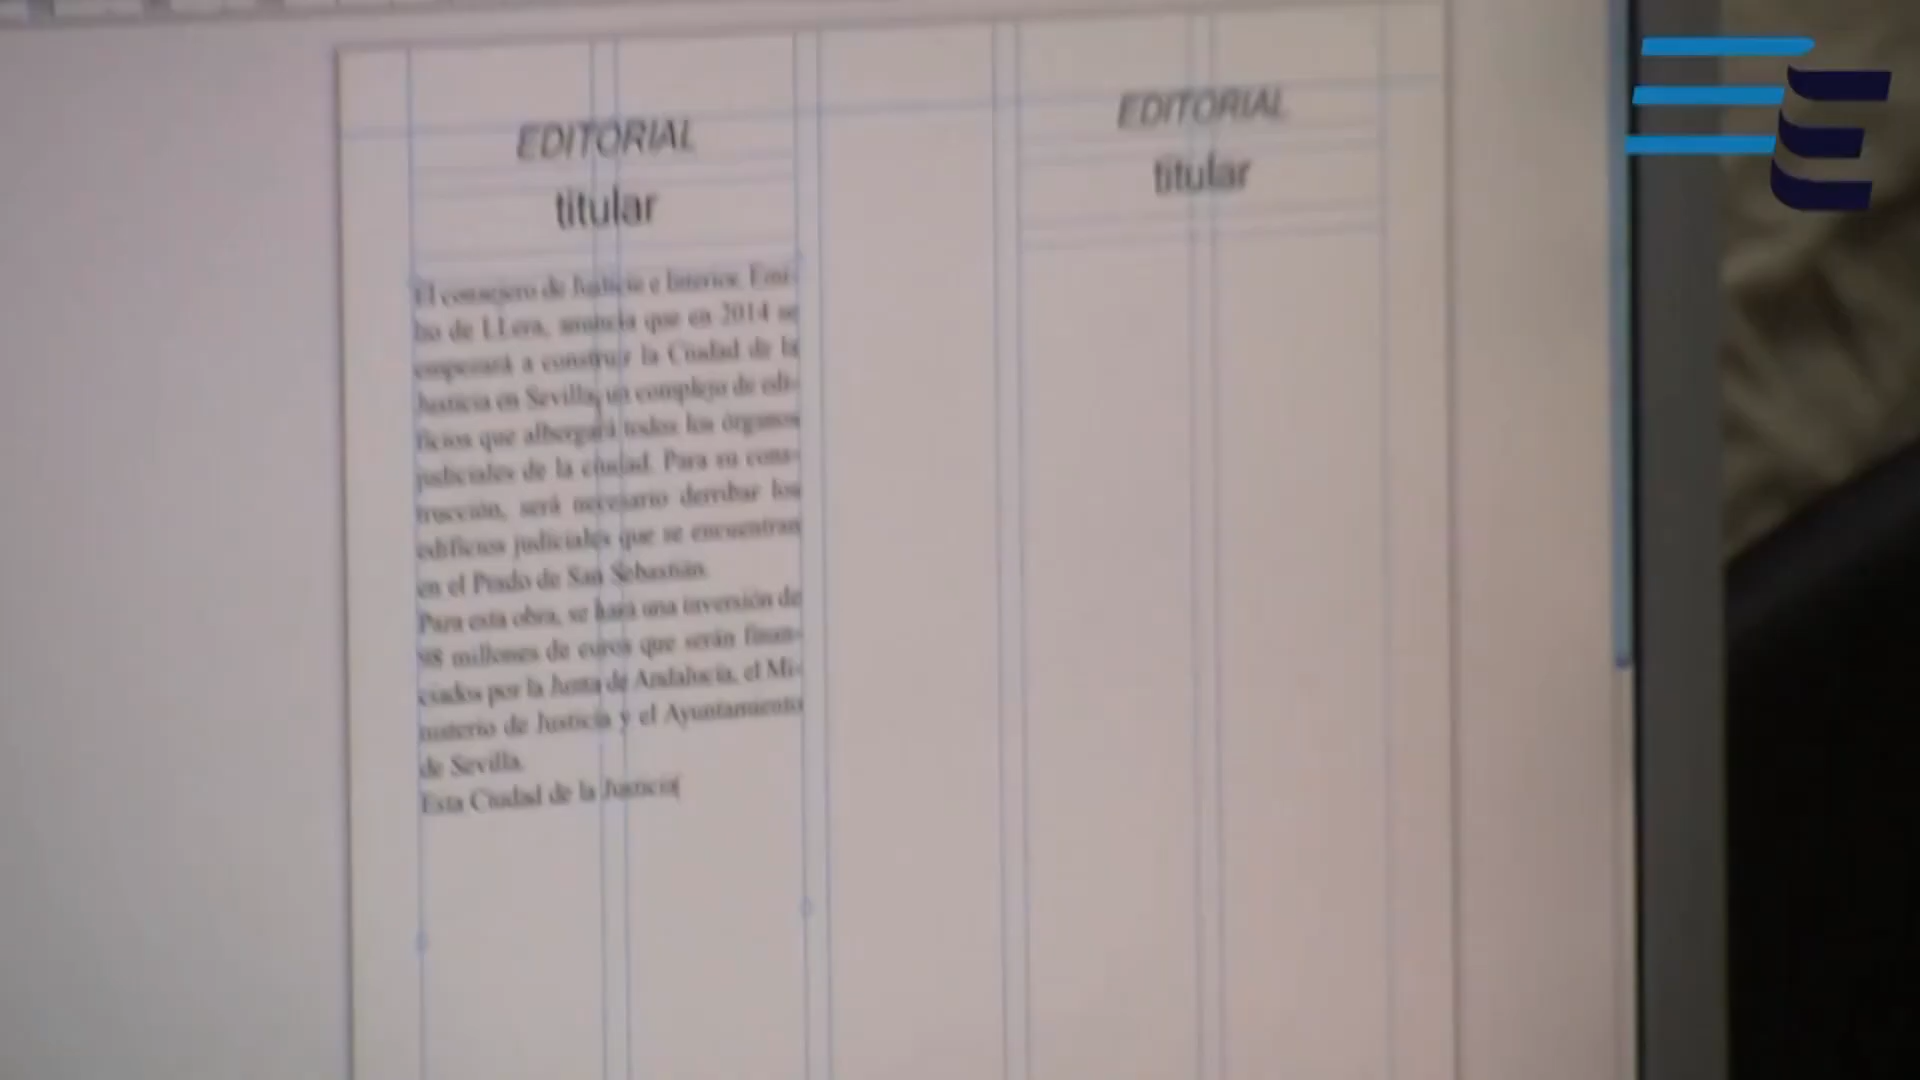 EDITORIAL
titular
El consejero de Justicia e Interior, Emi-
lio de LLera, anuncia que en 2014 se
empezará a construir la Ciudad de la
Justicia en Sevilla, un complejo de edi-
ficios que albergará todos los órganos
judiciales de la ciudad. Para su cons-
trucción, será necesario derribar los
edificios judiciales que se encuentran
en el Prado de San Sebastián.
Para esta obra, se hará una inversión de
98 millones de euros que serán finan-
ciados por la Junta de Andalucía, el Mi-
nisterio de Justicia y el Ayuntamiento
de Sevilla.
Esta Ciudad de la Justicia
EDITORIAL
titular